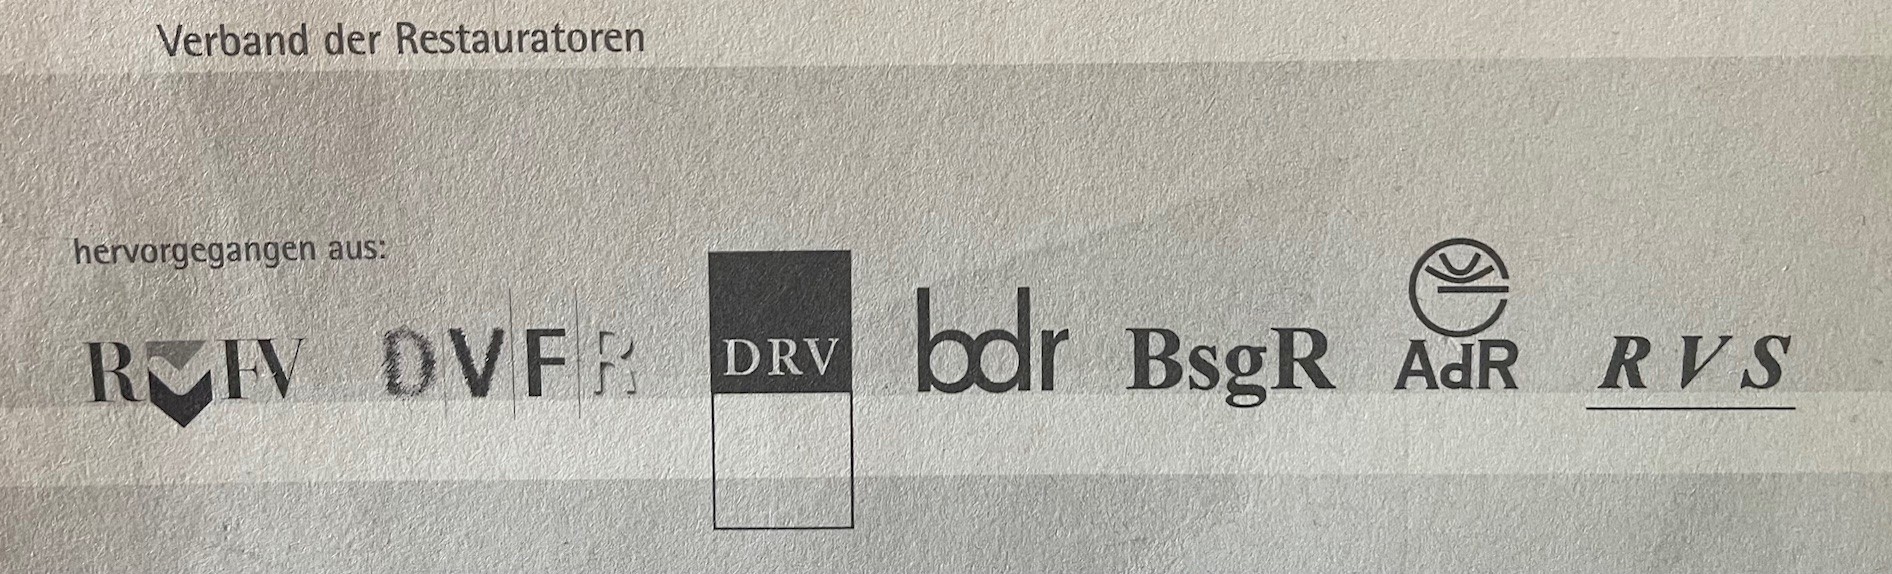 Verband der Restauratoren
hervorgegangen aus:
RFV DVFR DRV bdr BsgR AdR RVS